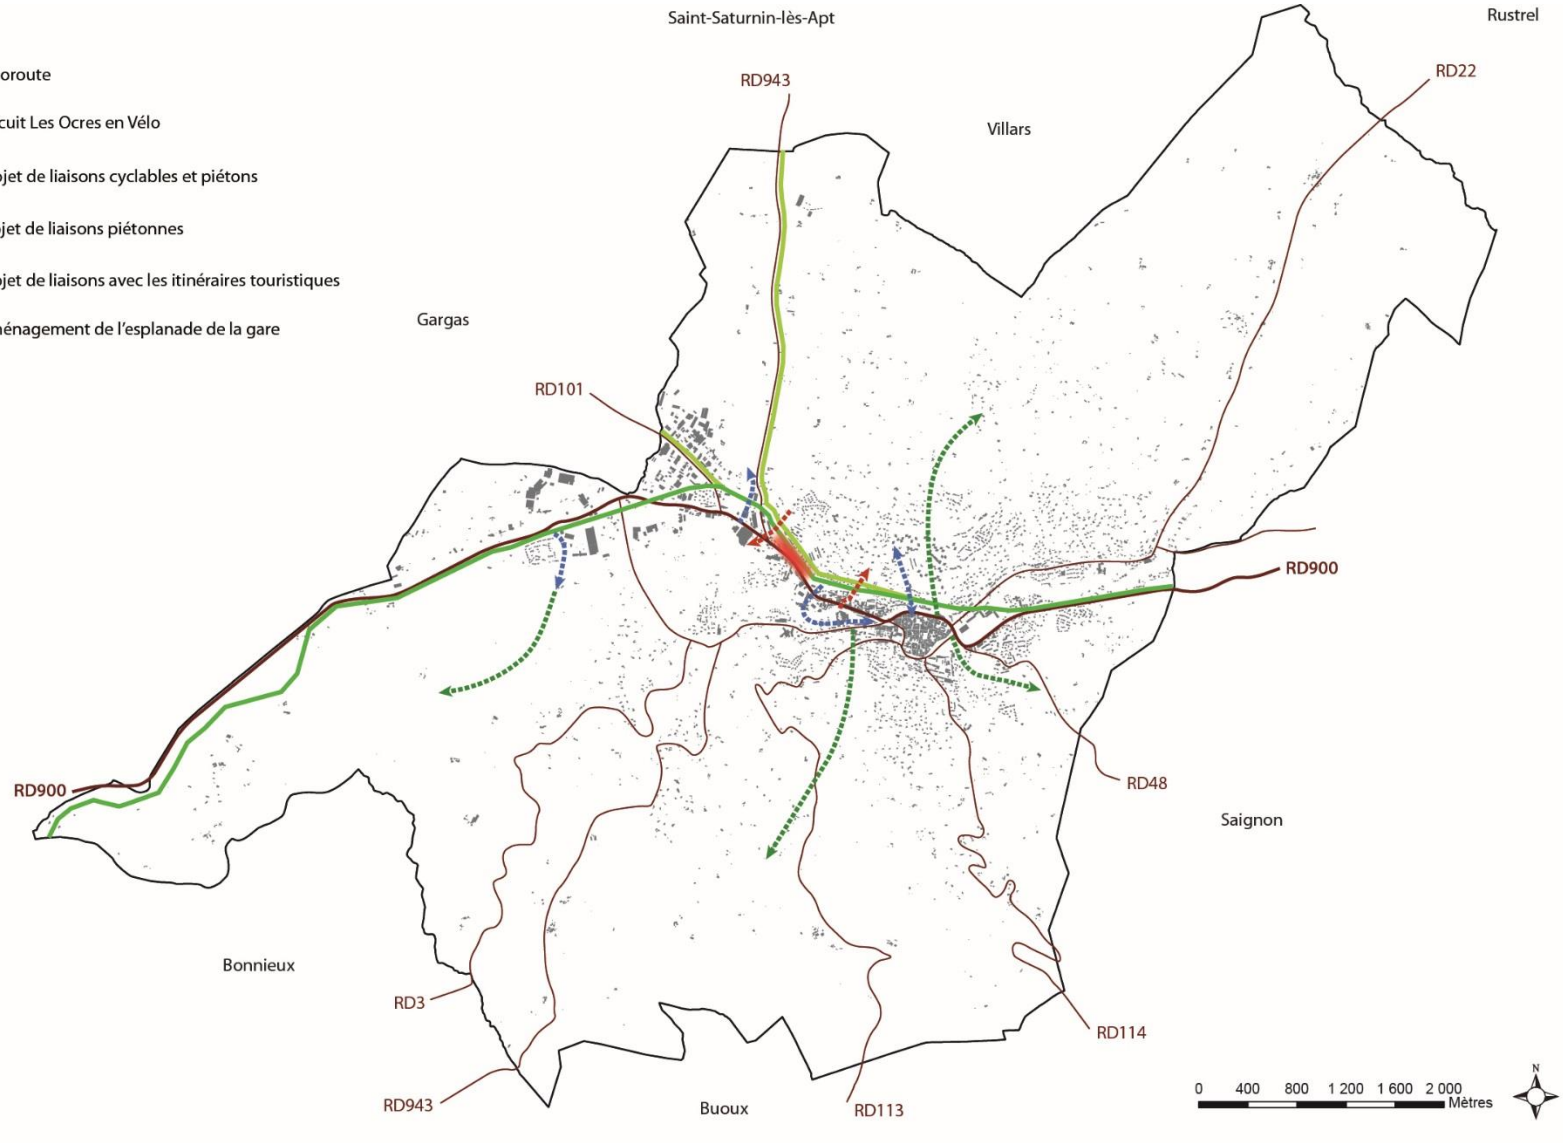 Saint-Saturnin-lès-Apt
Rustrel
oroute
RD943
RD22
cuit Les Ocres en Vélo
Villars
jet de liaisons cyclables et piétons
jet de liaisons piétonnes
jet de liaisons avec les itinéraires touristiques
Gargas
ménagement de l'esplanade de la gare
RD101
RD900
RD900
RD48
Saignon
Bonnieux
RD3
RD114
RD943
Buoux
RD113
0 400 800 1 200 1 600 2 000
Mètres
N